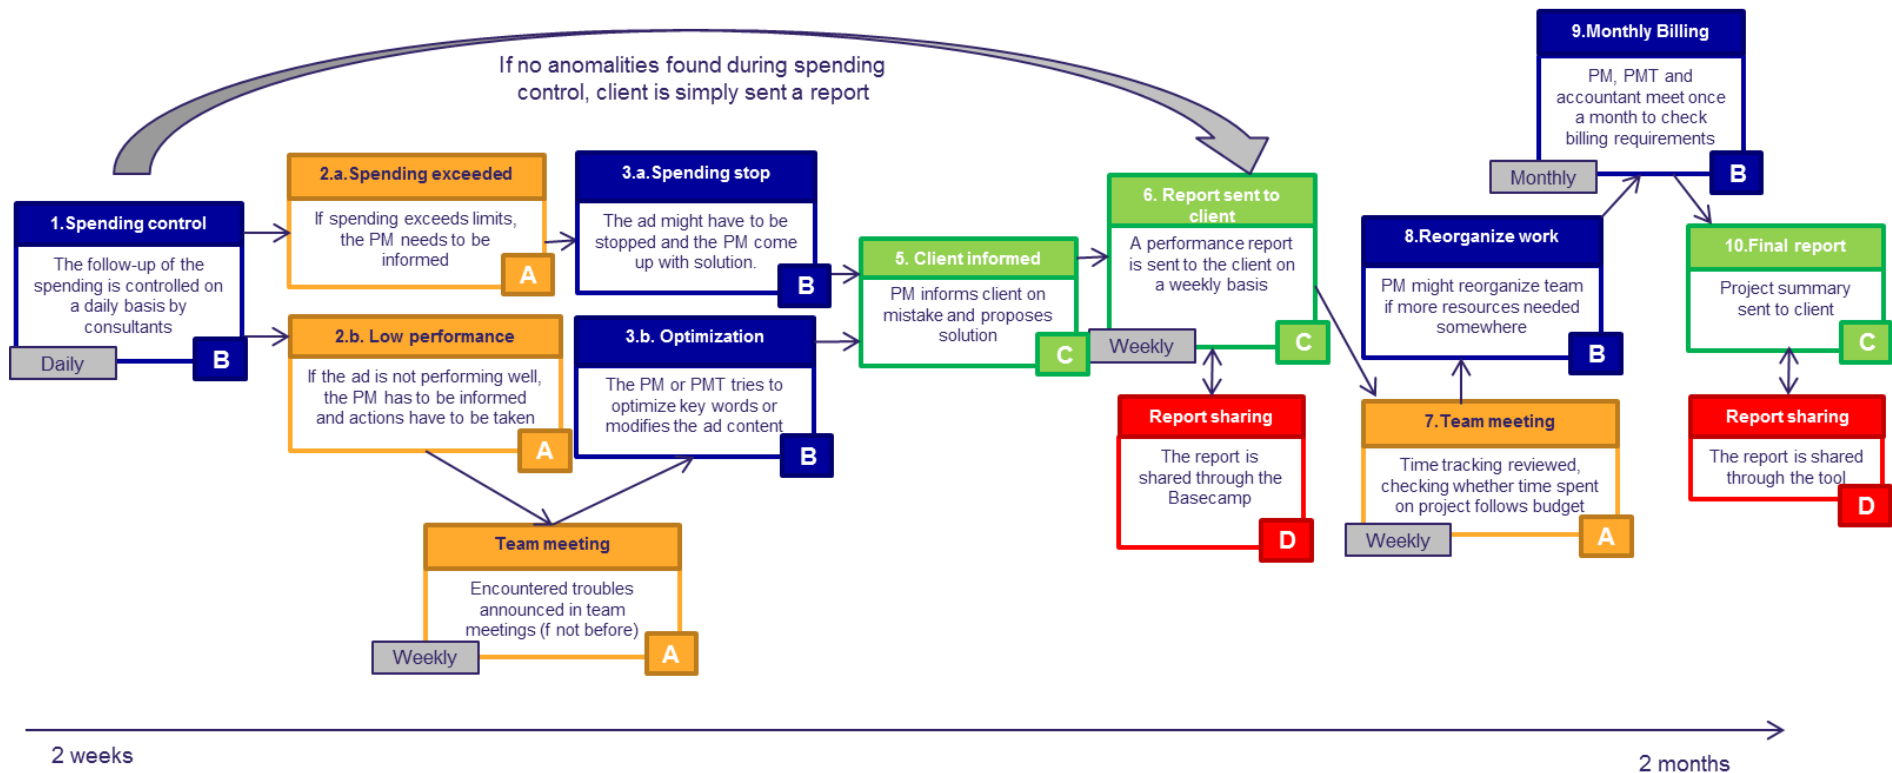 If no anomalities found during spending
control, client is simply sent a report
1.Spending control
The follow-up of the
spending is controlled on
a daily basis by
consultants
Daily
B
2.a.Spending exceeded
If spending exceeds limits,
the PM needs to be
informed
A
2.b. Low performance
If the ad is not performing well,
the PM has to be informed
and actions have to be taken
A
Team meeting
Encountered troubles
announced in team
meetings (f not before)
Weekly
A
3.a.Spending stop
The ad might have to be
stopped and the PM come
up with solution.
B
3.b. Optimization
The PM or PMT tries to
optimize key words or
modifies the ad content
B
5. Client informed
PM informs client on
mistake and proposes
solution
C
6. Report sent to
client
A performance report
is sent to the client on
a weekly basis
Weekly
C
Report sharing
The report is
shared through the
Basecamp
D
7.Team meeting
Time tracking reviewed,
checking whether time spent
on project follows budget
Weekly
A
8.Reorganize work
PM might reorganize team
if more resources needed
somewhere
B
9.Monthly Billing
PM, PMT and
accountant meet once
a month to check
billing requirements
Monthly
B
10.Final report
Project summary
sent to client
C
Report sharing
The report is shared
through the tool
D
2 weeks
2 months